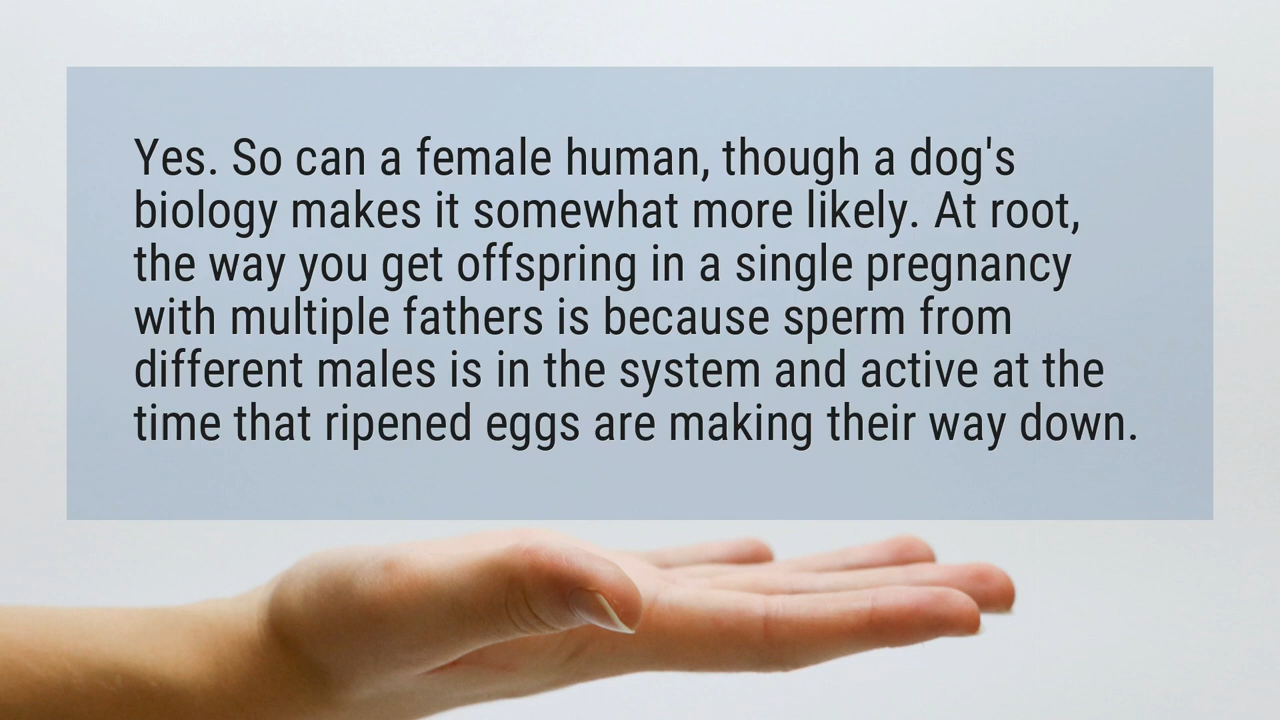 Yes. So can a female human, though a dog's
biology makes it somewhat more likely. At root,
the way you get offspring in a single pregnancy
with multiple fathers is because sperm from
different males is in the system and active at the
time that ripened eggs are making their way down.